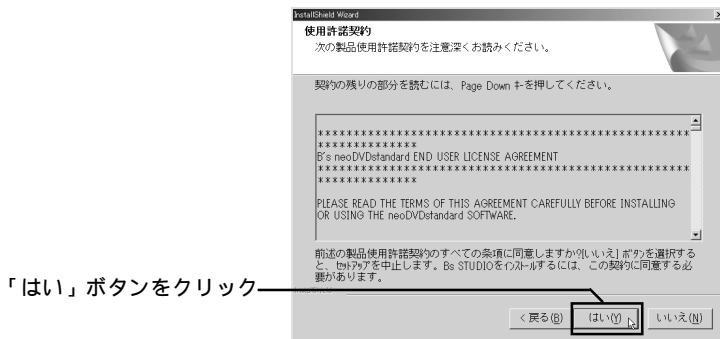 InstallShield Wizard
使用許諾契約
次の製品使用許諾契約を注意深くお読みください。
契約の残りの部分を読むには、Page Down キーを押してください。
*****************************************************
**************
B's neoDVDstandard END USER LICENSE AGREEMENT
*****************************************************
**************
PLEASE READ THE TERMS OF THIS AGREEMENT CAREFULLY BEFORE INSTALLING
OR USING THE neoDVDstandard SOFTWARE.
前述の製品使用許諾契約のすべての条項に同意しますか?[いいえ] ボタンを選択する
と、セットアップを中止します。Bs STUDIOをインストールするには、この契約に同意する必
要があります。
「はい」ボタンをクリック
InstallShield
< 戻る(B)
はい(Y)
いいえ(N)